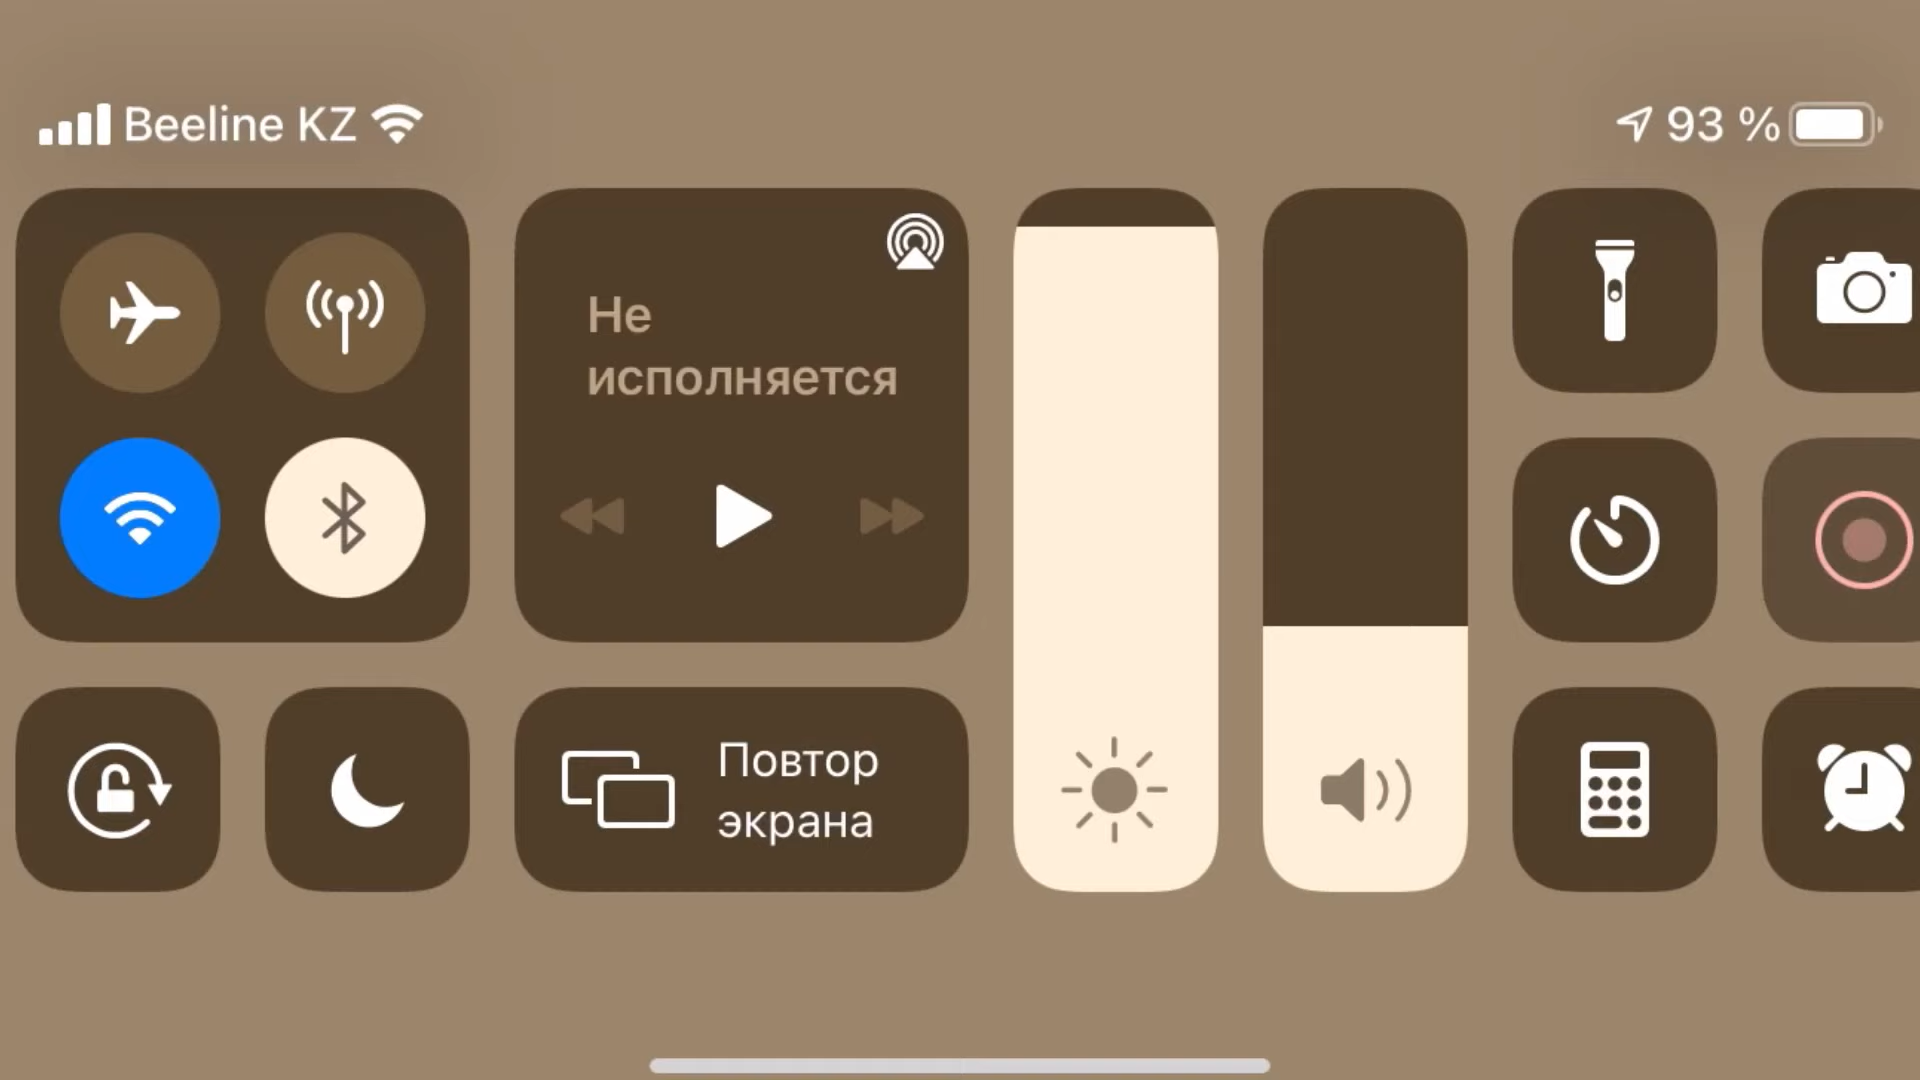 Beeline KZ
93 %
Не
исполняется
Повтор
экрана